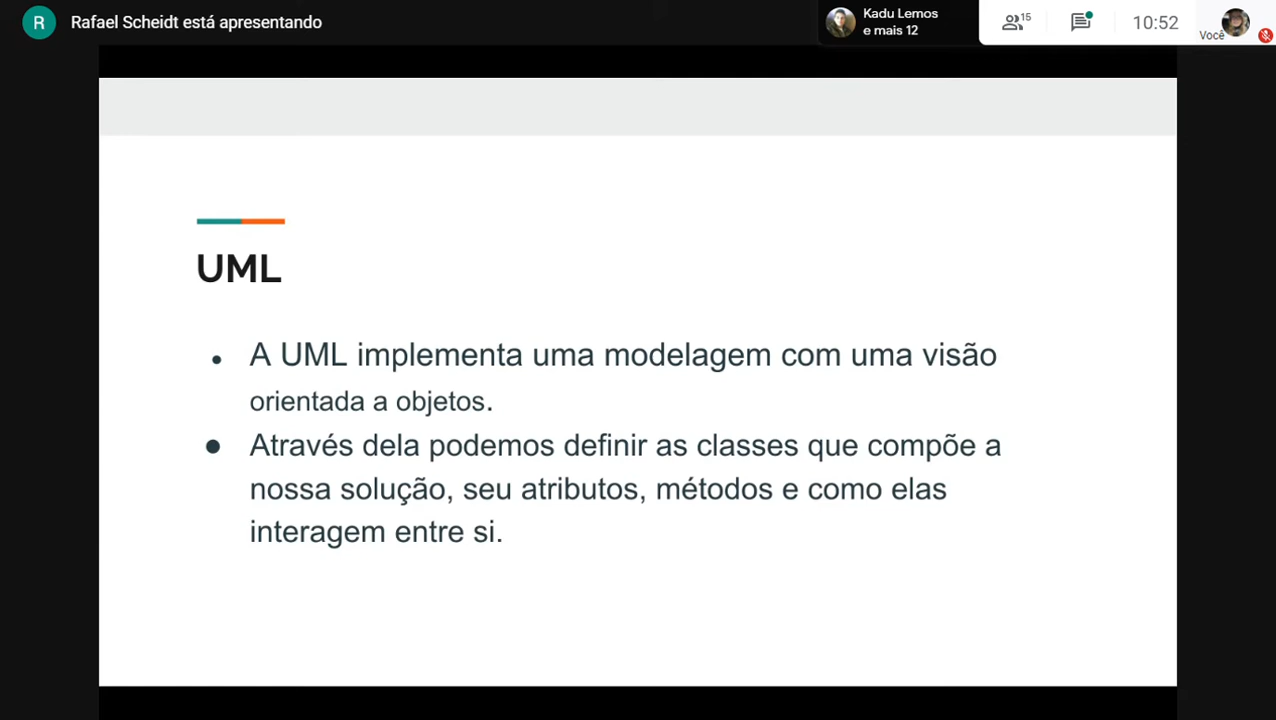 R
Rafael Scheidt está apresentando
Kadu Lemos
e mais 12
15
10:52
Você
UML
• A UML implementa uma modelagem com uma visão
orientada a objetos.
● Através dela podemos definir as classes que compõe a
nossa solução, seu atributos, métodos e como elas
interagem entre si.